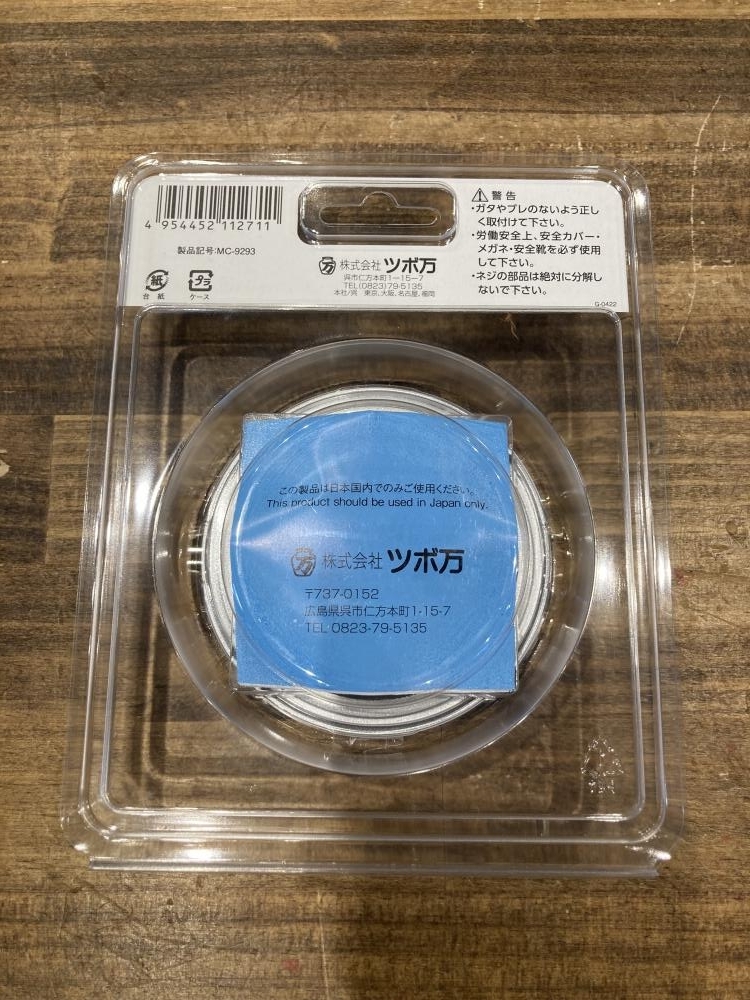 4 954452 112711
製品記号:MC-9293
紙
台 紙
プラ
ケース
万 株式会社 ツボ万
呉市仁方本町1-15-7
TEL(0823)79-5135
本社/呉 東京、大阪、名古屋、福岡
警告
・ガタやブレのないよう正し
く取付けて下さい。
・労働安全上、安全カバー・
メガネ・安全靴を必ず使用
して下さい。
・ネジの部品は絶対に分解し
ないで下さい。
G-0422
この製品は日本国内でのみご使用ください。
This product should be used in Japan only.
万 株式会社 ツボ万
〒737-0152
広島県呉市仁方本町1-15-7
TEL 0823-79-5135